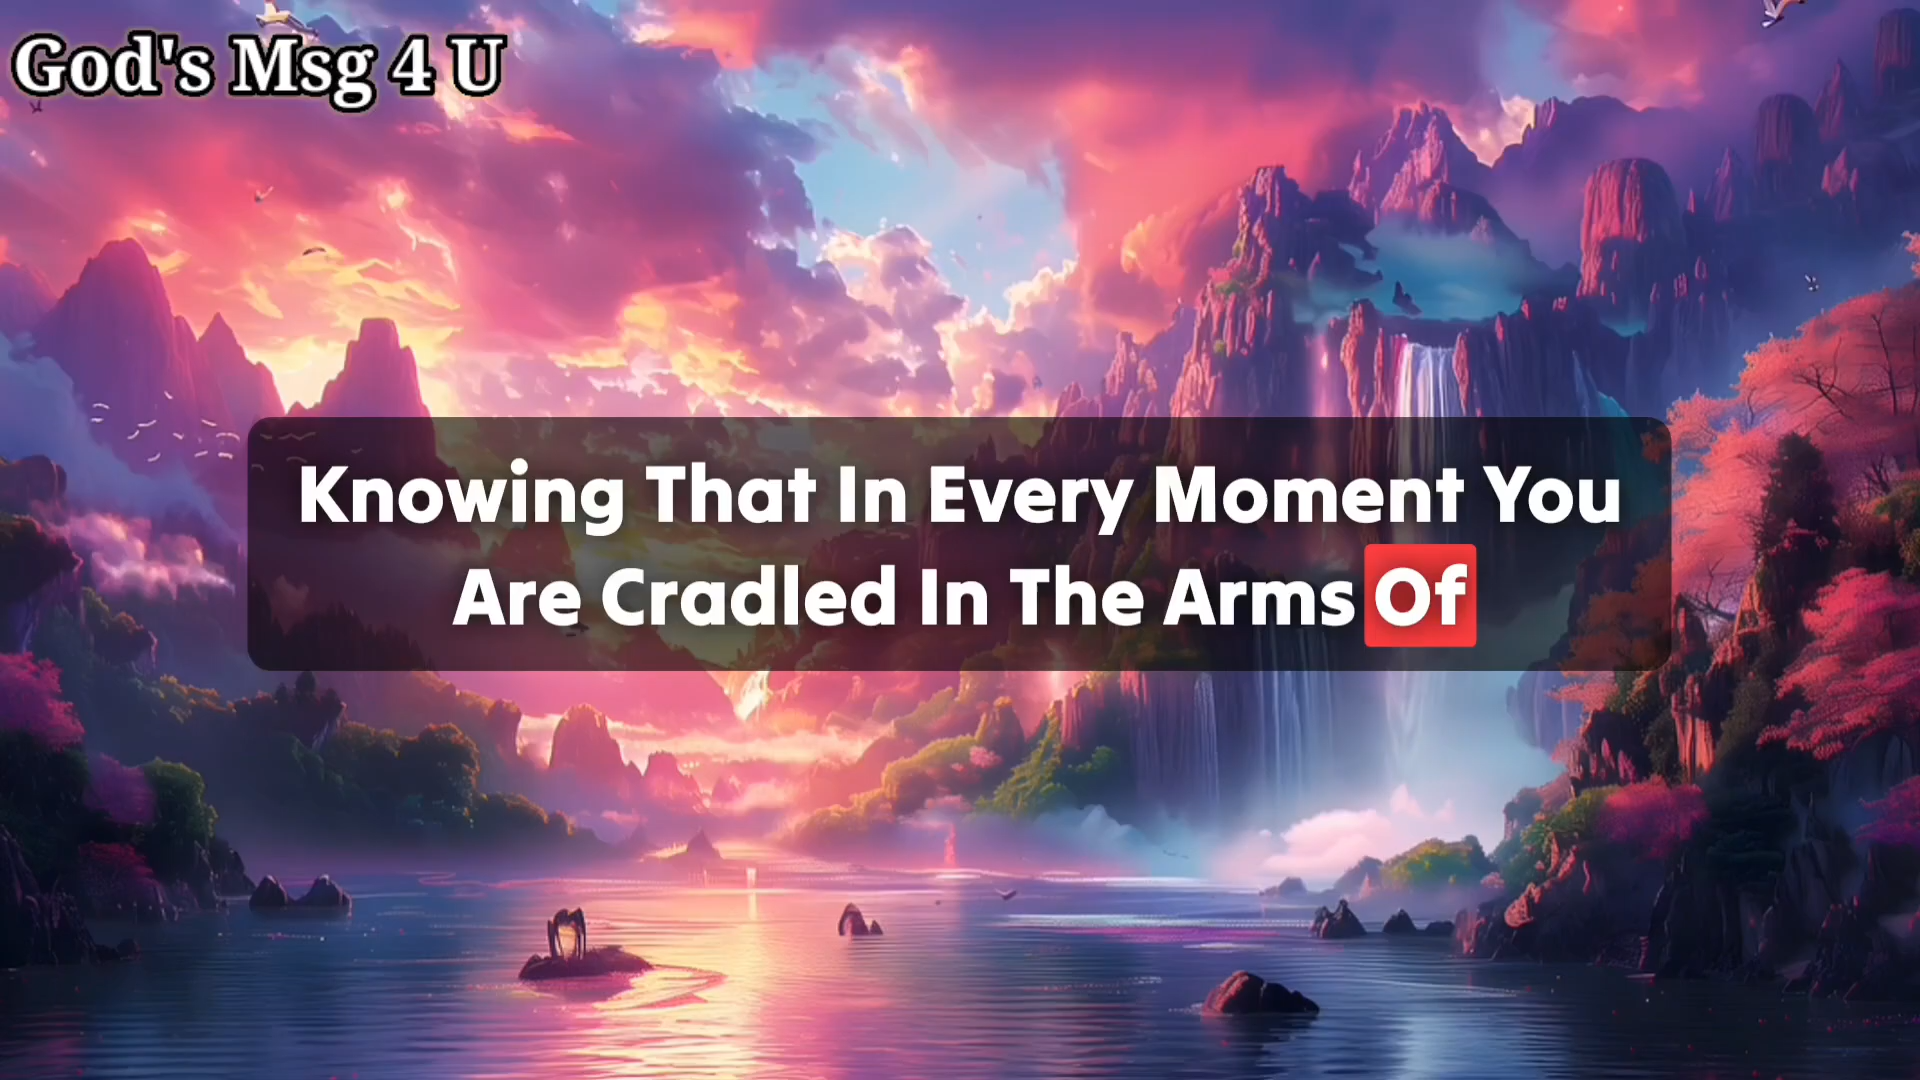 God's Msg 4 U
Knowing That In Every Moment You
Are Cradled In The Arms Of